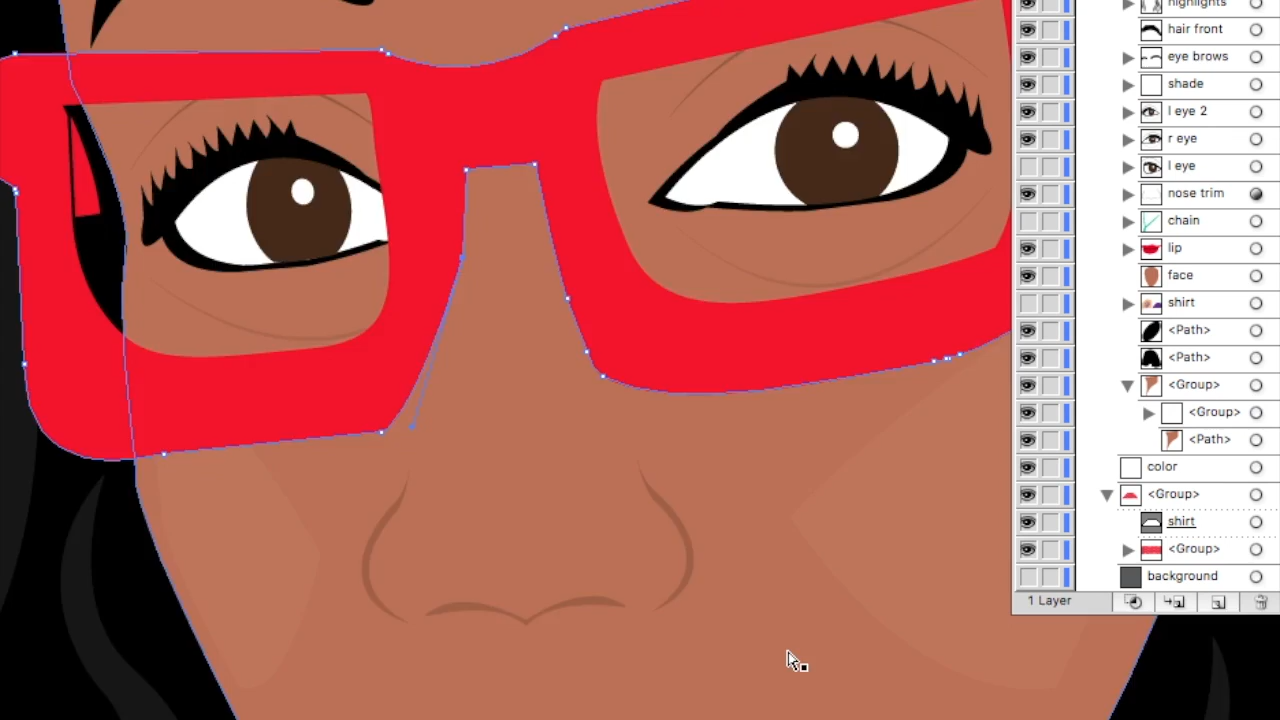 highlights
hair front
eye brows
shade
l eye 2
r eye
l eye
nose trim
chain
lip
face
shirt
<Path>
<Path>
<Group>
<Group>
<Path>
color
<Group>
shirt
<Group>
background
1 Layer